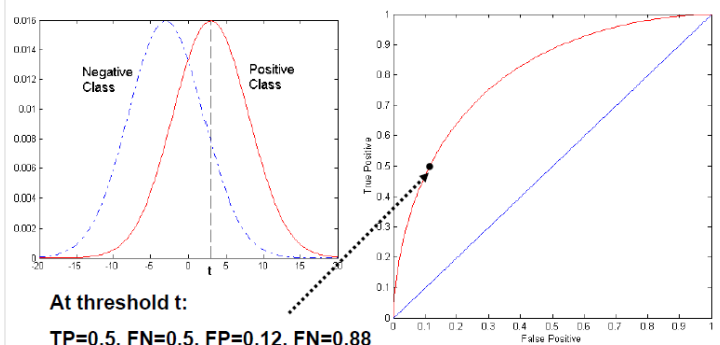 0.016
0.014
0.012
0.01
0.008
0.006
0.004
0.002
0
-20 -15 -10 -5 0 5 10 15 20
Negative
Class
Positive
Class
t
1
0.9
0.8
0.7
0.6
0.5
0.4
0.3
0.2
0.1
0
0 0.1 0.2 0.3 0.4 0.5 0.6 0.7 0.8 0.9 1
True Positive
False Positive
At threshold t:
TP=0.5, FN=0.5, FP=0.12, FN=0.88